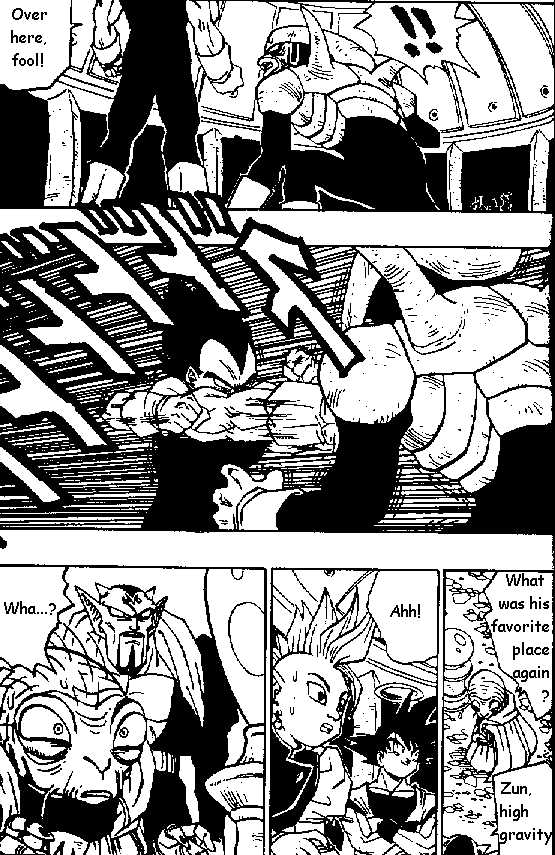 Over
here,
fool!
!!
Wha...?
Ahh!
What
was his
favorite
place
again
?
Zun,
high
gravity